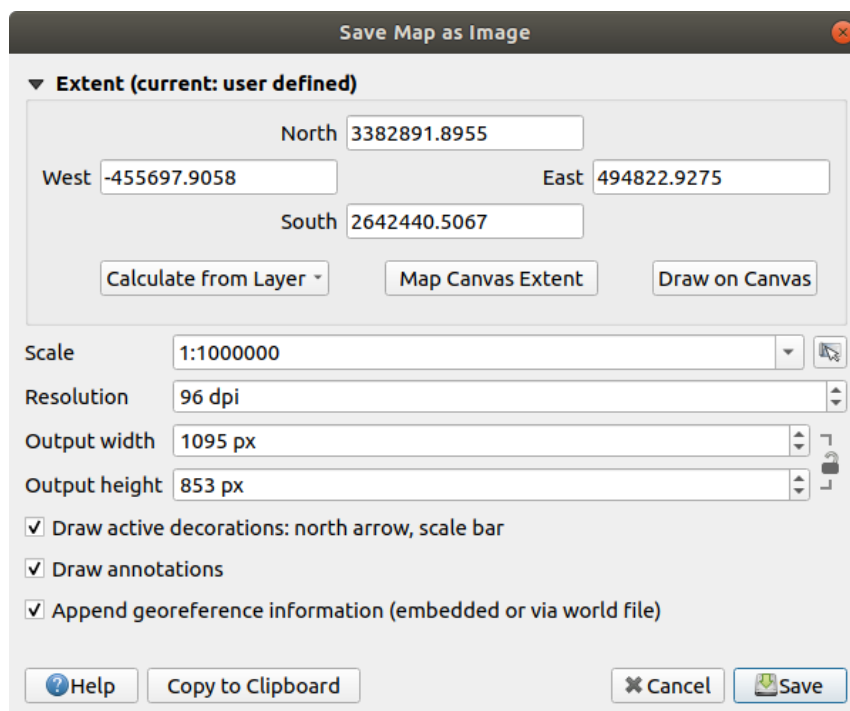 Save Map as Image
Extent (current: user defined)
North 3382891.8955
West -455697.9058 East 494822.9275
South 2642440.5067
Calculate from Layer Map Canvas Extent Draw on Canvas
Scale 1:1000000
Resolution 96 dpi
Output width 1095 px
Output height 853 px
Draw active decorations: north arrow, scale bar
Draw annotations
Append georeference information (embedded or via world file)
Help Copy to Clipboard Cancel Save